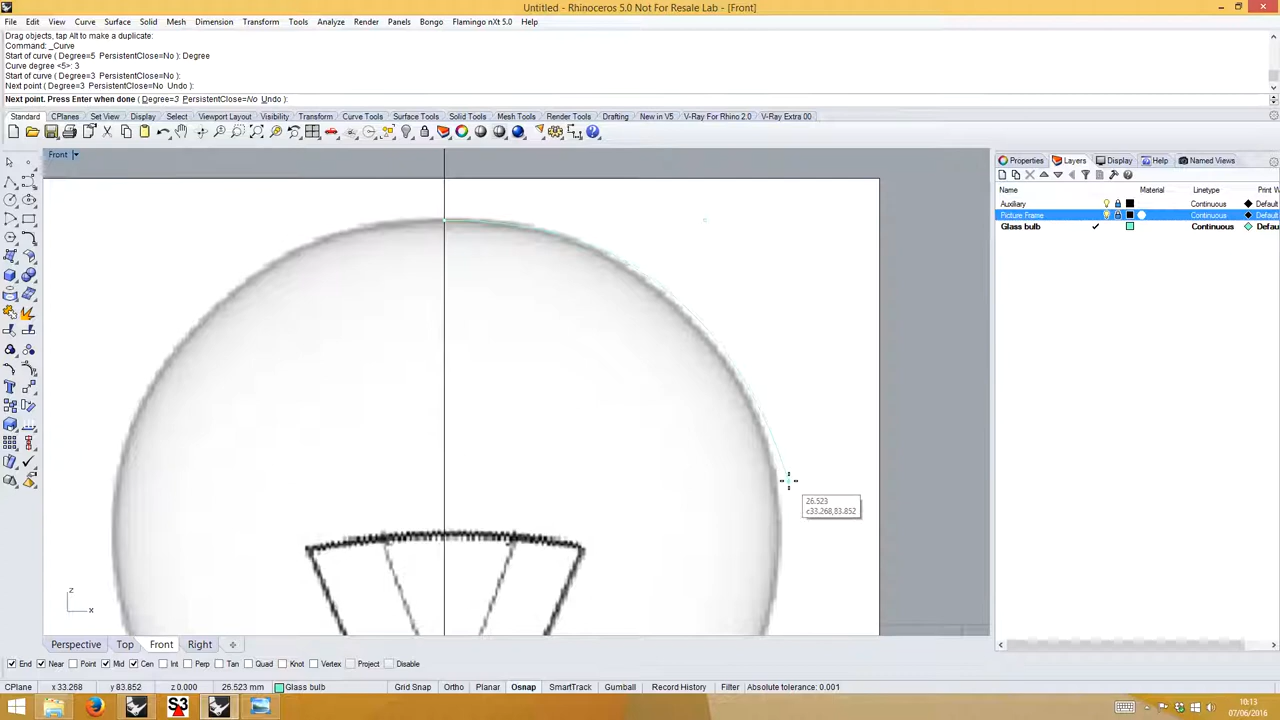 Untitled - Rhinoceros 5.0 Not For Resale Lab - [Front]
File Edit View Curve Surface Solid Mesh Dimension Transform Tools Analyze Render Panels Bongo Flamingo nXt 5.0 Help
Drag objects, tap Alt to make a duplicate:
Command: _Curve
Start of curve ( Degree=5 PersistentClose=No ): Degree
Curve degree <5>: 3
Start of curve ( Degree=3 PersistentClose=No ):
Next point ( Degree=3 PersistentClose=No Undo ):
Next point. Press Enter when done ( Degree=3 PersistentClose=No Undo ):
Standard CPlanes Set View Display Select Viewport Layout Visibility Transform Curve Tools Surface Tools Solid Tools Mesh Tools Render Tools Drafting New in V5 V-Ray For Rhino 2.0 V-Ray Extra 00
Front
Properties Layers Display Help Named Views
Name Material Linetype Print W
Auxiliary Continuous Default
Picture Frame Continuous Default
Glass bulb Continuous Defau
26.523
c33.268,83.852
z
x
Perspective Top Front Right
End Near Point Mid Cen Int Perp Tan Quad Knot Vertex Project Disable
CPlane x 33.268 y 83.852 z 0.000 26.523 mm Glass bulb Grid Snap Ortho Planar Osnap SmartTrack Gumball Record History Filter Absolute tolerance: 0.001
S3
10:13
07/06/2016